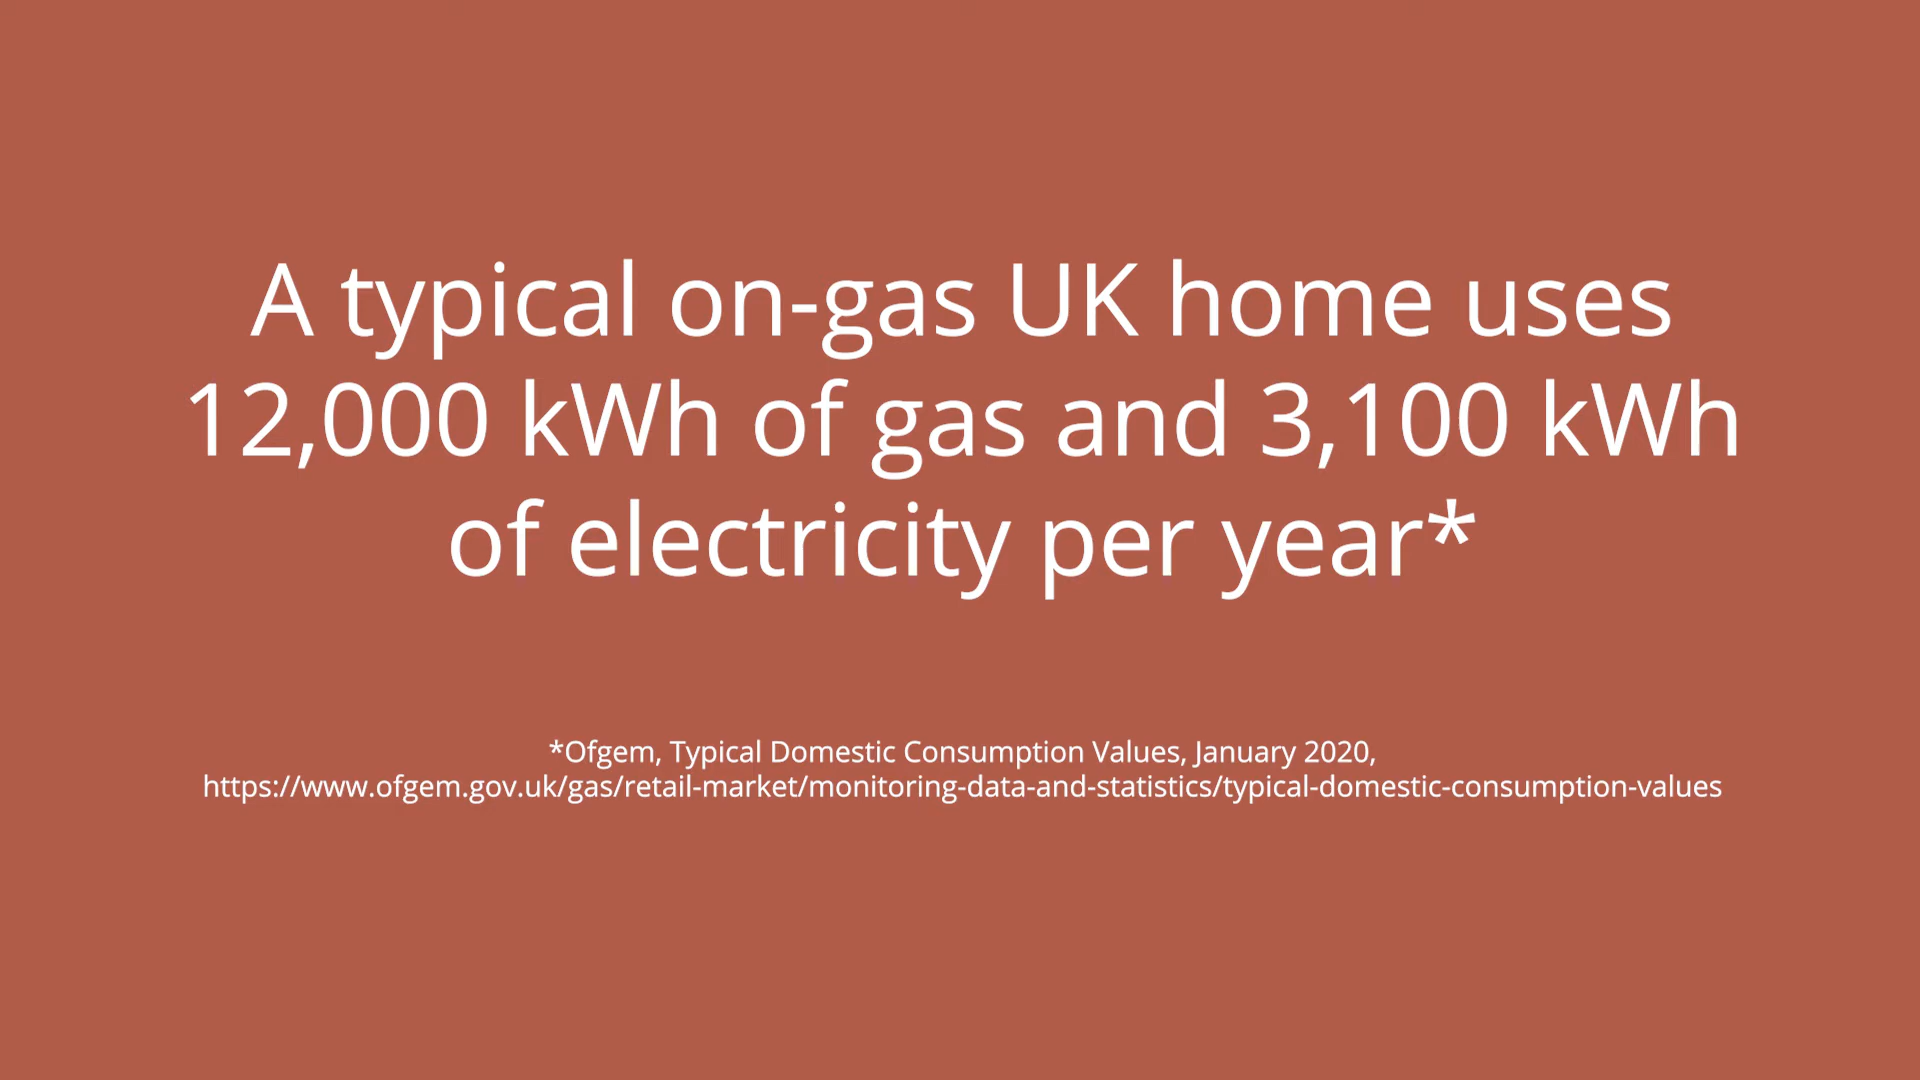 A typical on-gas UK home uses
12,000 kWh of gas and 3,100 kWh
of electricity per year*
*Ofgem, Typical Domestic Consumption Values, January 2020,
https://www.ofgem.gov.uk/gas/retail-market/monitoring-data-and-statistics/typical-domestic-consumption-values